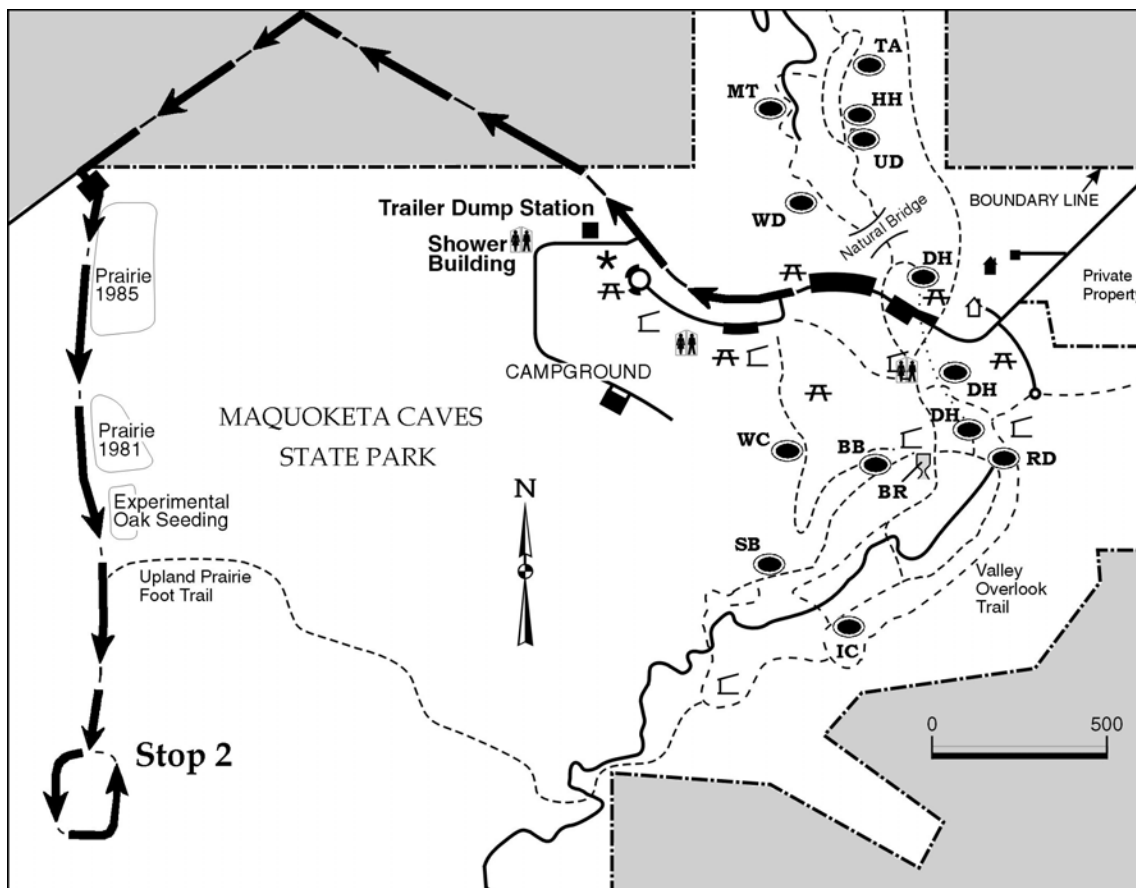 TA
MT
HH
UD
BOUNDARY LINE
Trailer Dump Station
WD
Natural Bridge
Shower
Building
DH
Prairie
1985
Private
Property
CAMPGROUND
DH
MAQUOKETA CAVES
STATE PARK
Prairie
1981
DH
WC
BB
RD
BR
N
Experimental
Oak Seeding
SB
Upland Prairie
Foot Trail
Valley
Overlook
Trail
IC
0 500
Stop 2